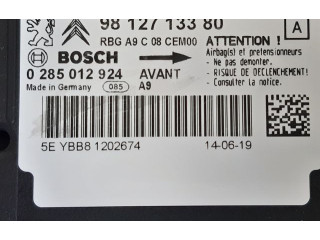 98 127 133 80
RBG A9 C 08 CEM00
A
ATTENTION !
Airbag(s) et pretensionneurs
- Ne pas demonter.
- RISQUE DE DECLENCHEMENT!
- Consulter la notice.
BOSCH
0 285 012 924 AVANT
Made in Germany 085 A9
5E YBB8 1202674 14-06-19